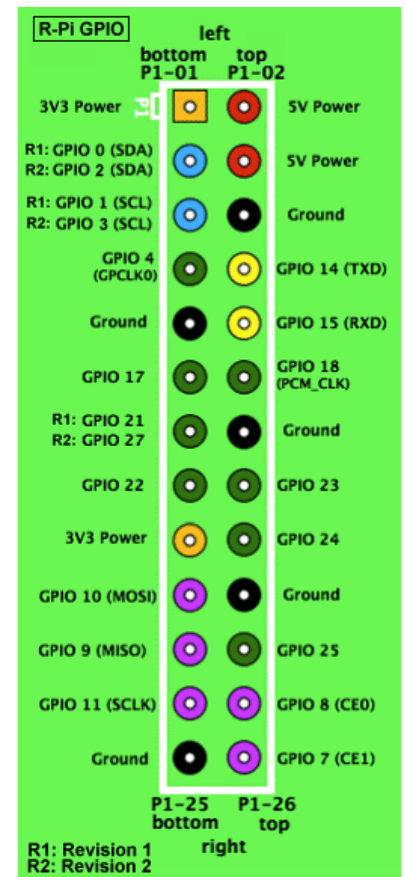 R-Pi GPIO
left
bottom top
P1-01 P1-02
3V3 Power P1 5V Power
R1: GPIO 0 (SDA)
R2: GPIO 2 (SDA) 5V Power
R1: GPIO 1 (SCL)
R2: GPIO 3 (SCL) Ground
GPIO 4
(GPCLK0) GPIO 14 (TXD)
Ground GPIO 15 (RXD)
GPIO 17 GPIO 18
(PCM_CLK)
R1: GPIO 21
R2: GPIO 27 Ground
GPIO 22 GPIO 23
3V3 Power GPIO 24
GPIO 10 (MOSI) Ground
GPIO 9 (MISO) GPIO 25
GPIO 11 (SCLK) GPIO 8 (CE0)
Ground GPIO 7 (CE1)
P1-25 P1-26
bottom top
right
R1: Revision 1
R2: Revision 2